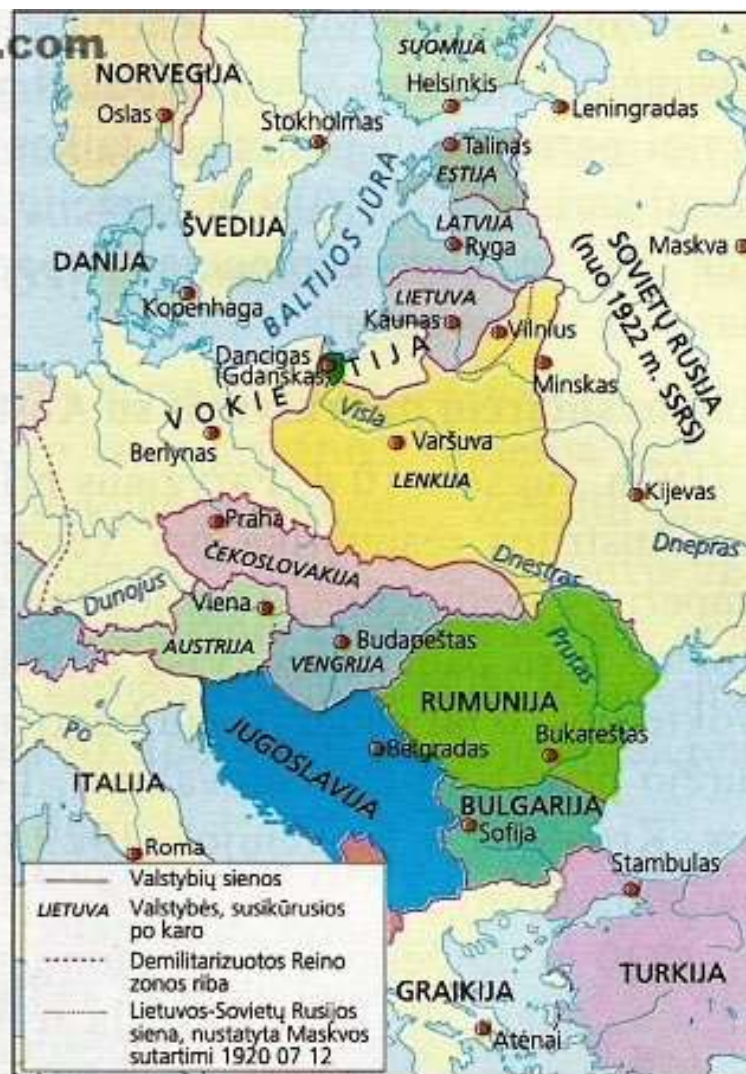 .com
SUOMIJA
NORVEGIJA
Helsinkis
Oslas
Leningradas
Stokholmas
Talinas
ESTIJA
BALTIJOS JŪRA
ŠVEDIJA
LATVIJA
Ryga
Maskva
DANIJA
SOVIETŲ RUSIJA
(nuo 1922 m. SSRS)
Kopenhaga
LIETUVA
Kaunas
Vilnius
Dancigas
(Gdanskas)
VOKIETIJA
Minskas
Visla
Berlynas
Varšuva
LENKIJA
Kijevas
Praha
Dnepras
ČEKOSLOVAKIJA
Dnestras
Dunojus
Viena
Budapeštas
AUSTRIJA
VENGRIJA
Prutas
RUMUNIJA
Po
JUGOSLAVIJA
Belgradas
Bukareštas
ITALIJA
BULGARIJA
Sofija
Roma
Stambulas
Valstybių sienos
LIETUVA Valstybės, susikūrusios
po karo
Demilitarizuotos Reino
zonos riba
Lietuvos-Sovietų Rusijos
siena, nustatyta Maskvos
sutartimi 1920 07 12
TURKIJA
GRAIKIJA
Atėnai